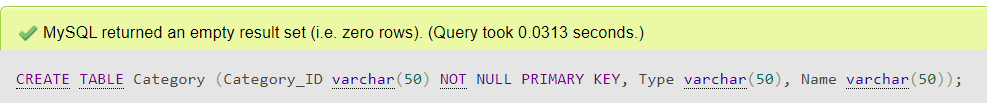 MySQL returned an empty result set (i.e. zero rows). (Query took 0.0313 seconds.)
CREATE TABLE Category (Category_ID varchar(50) NOT NULL PRIMARY KEY, Type varchar(50), Name varchar(50));